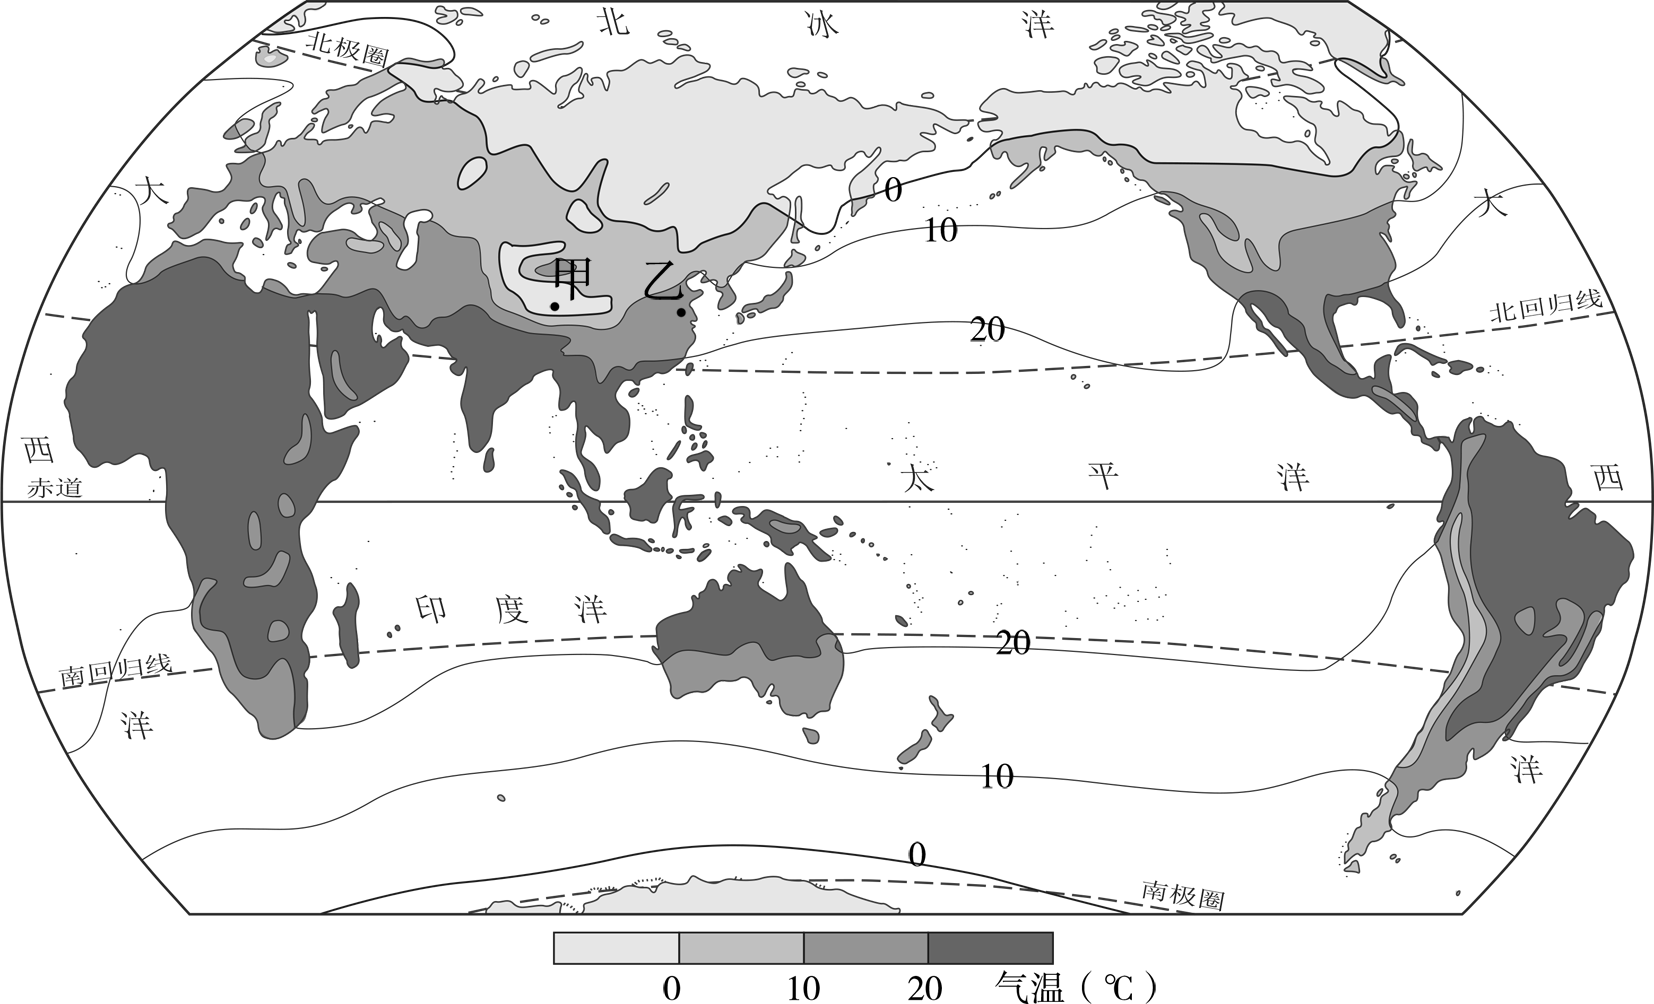 北 冰 洋
北极圈
大
0
大
10
甲
乙
北回归线
20
西
赤道
太 平 洋
西
印 度 洋
20
南回归线
洋
10
洋
0
南极圈
0 10 20 气温（℃）